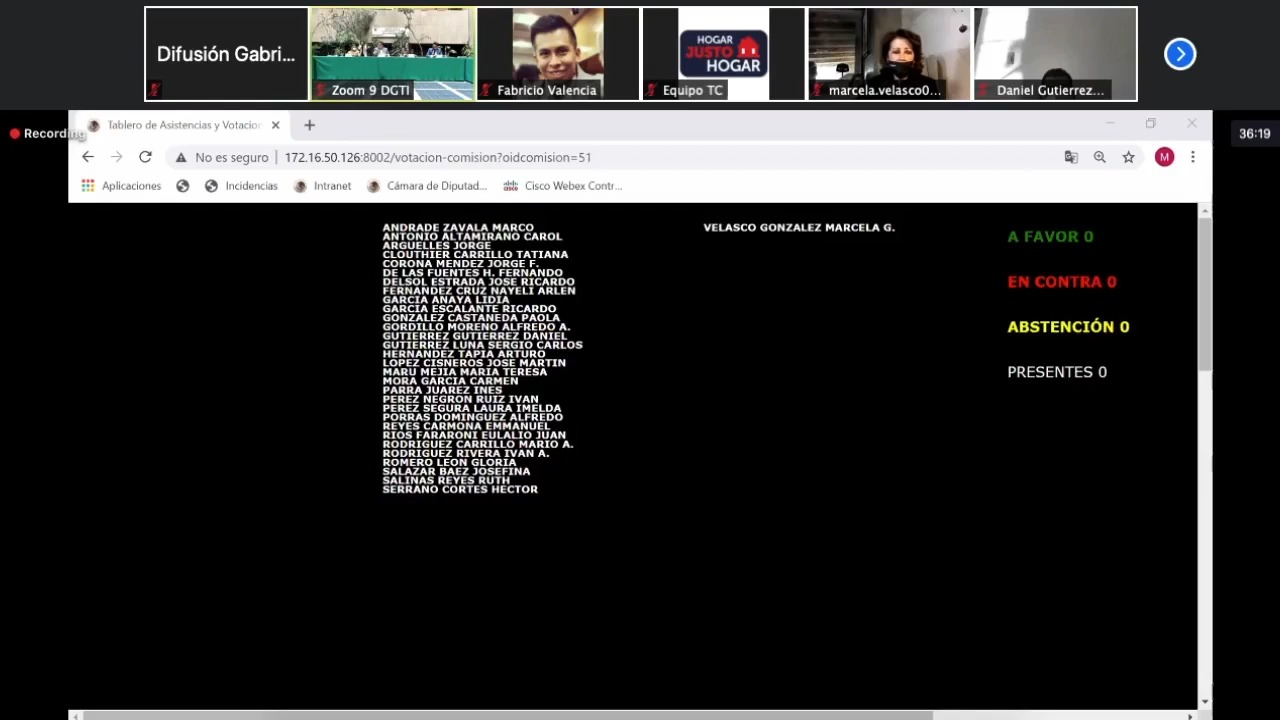 Difusión Gabri...
Zoom 9 DGTI
Fabricio Valencia
HOGAR
JUSTO
HOGAR
Equipo TC
marcela.velasco0...
Daniel Gutierrez...
Recording
36:19
Tablero de Asistencias y Votacion
No es seguro
172.16.50.126:8002/votacion-comision?oidcomision=51
M
Aplicaciones
Incidencias
Intranet
Cámara de Diputad...
Cisco Webex Contr...
ANDRADE ZAVALA MARCO
ANTONIO ALTAMIRANO CAROL
ARGUELLES JORGE
CLOUTHIER CARRILLO TATIANA
CORONA MENDEZ JORGE F.
DE LAS FUENTES H. FERNANDO
DELSOL ESTRADA JOSE RICARDO
FERNANDEZ CRUZ NAYELI ARLEN
GARCIA ANAYA LIDIA
GARCIA ESCALANTE RICARDO
GONZALEZ CASTAÑEDA PAOLA
GORDILLO MORENO ALFREDO A.
GUTIERREZ GUTIERREZ DANIEL
GUTIERREZ LUNA SERGIO CARLOS
HERNANDEZ TAPIA ARTURO
LOPEZ CISNEROS JOSE MARTIN
MARU MEJIA MARIA TERESA
MORA GARCIA CARMEN
PARRA JUAREZ INES
PEREZ NEGRON RUIZ IVAN
PEREZ SEGURA LAURA IMELDA
PORRAS DOMINGUEZ ALFREDO
REYES CARMONA EMMANUEL
RIOS FARARONI EULALIO JUAN
RODRIGUEZ CARRILLO MARIO A.
RODRIGUEZ RIVERA IVAN A.
ROMERO LEON GLORIA
SALAZAR BAEZ JOSEFINA
SALINAS REYES RUTH
SERRANO CORTES HECTOR
VELASCO GONZALEZ MARCELA G.
A FAVOR 0
EN CONTRA 0
ABSTENCIÓN 0
PRESENTES 0